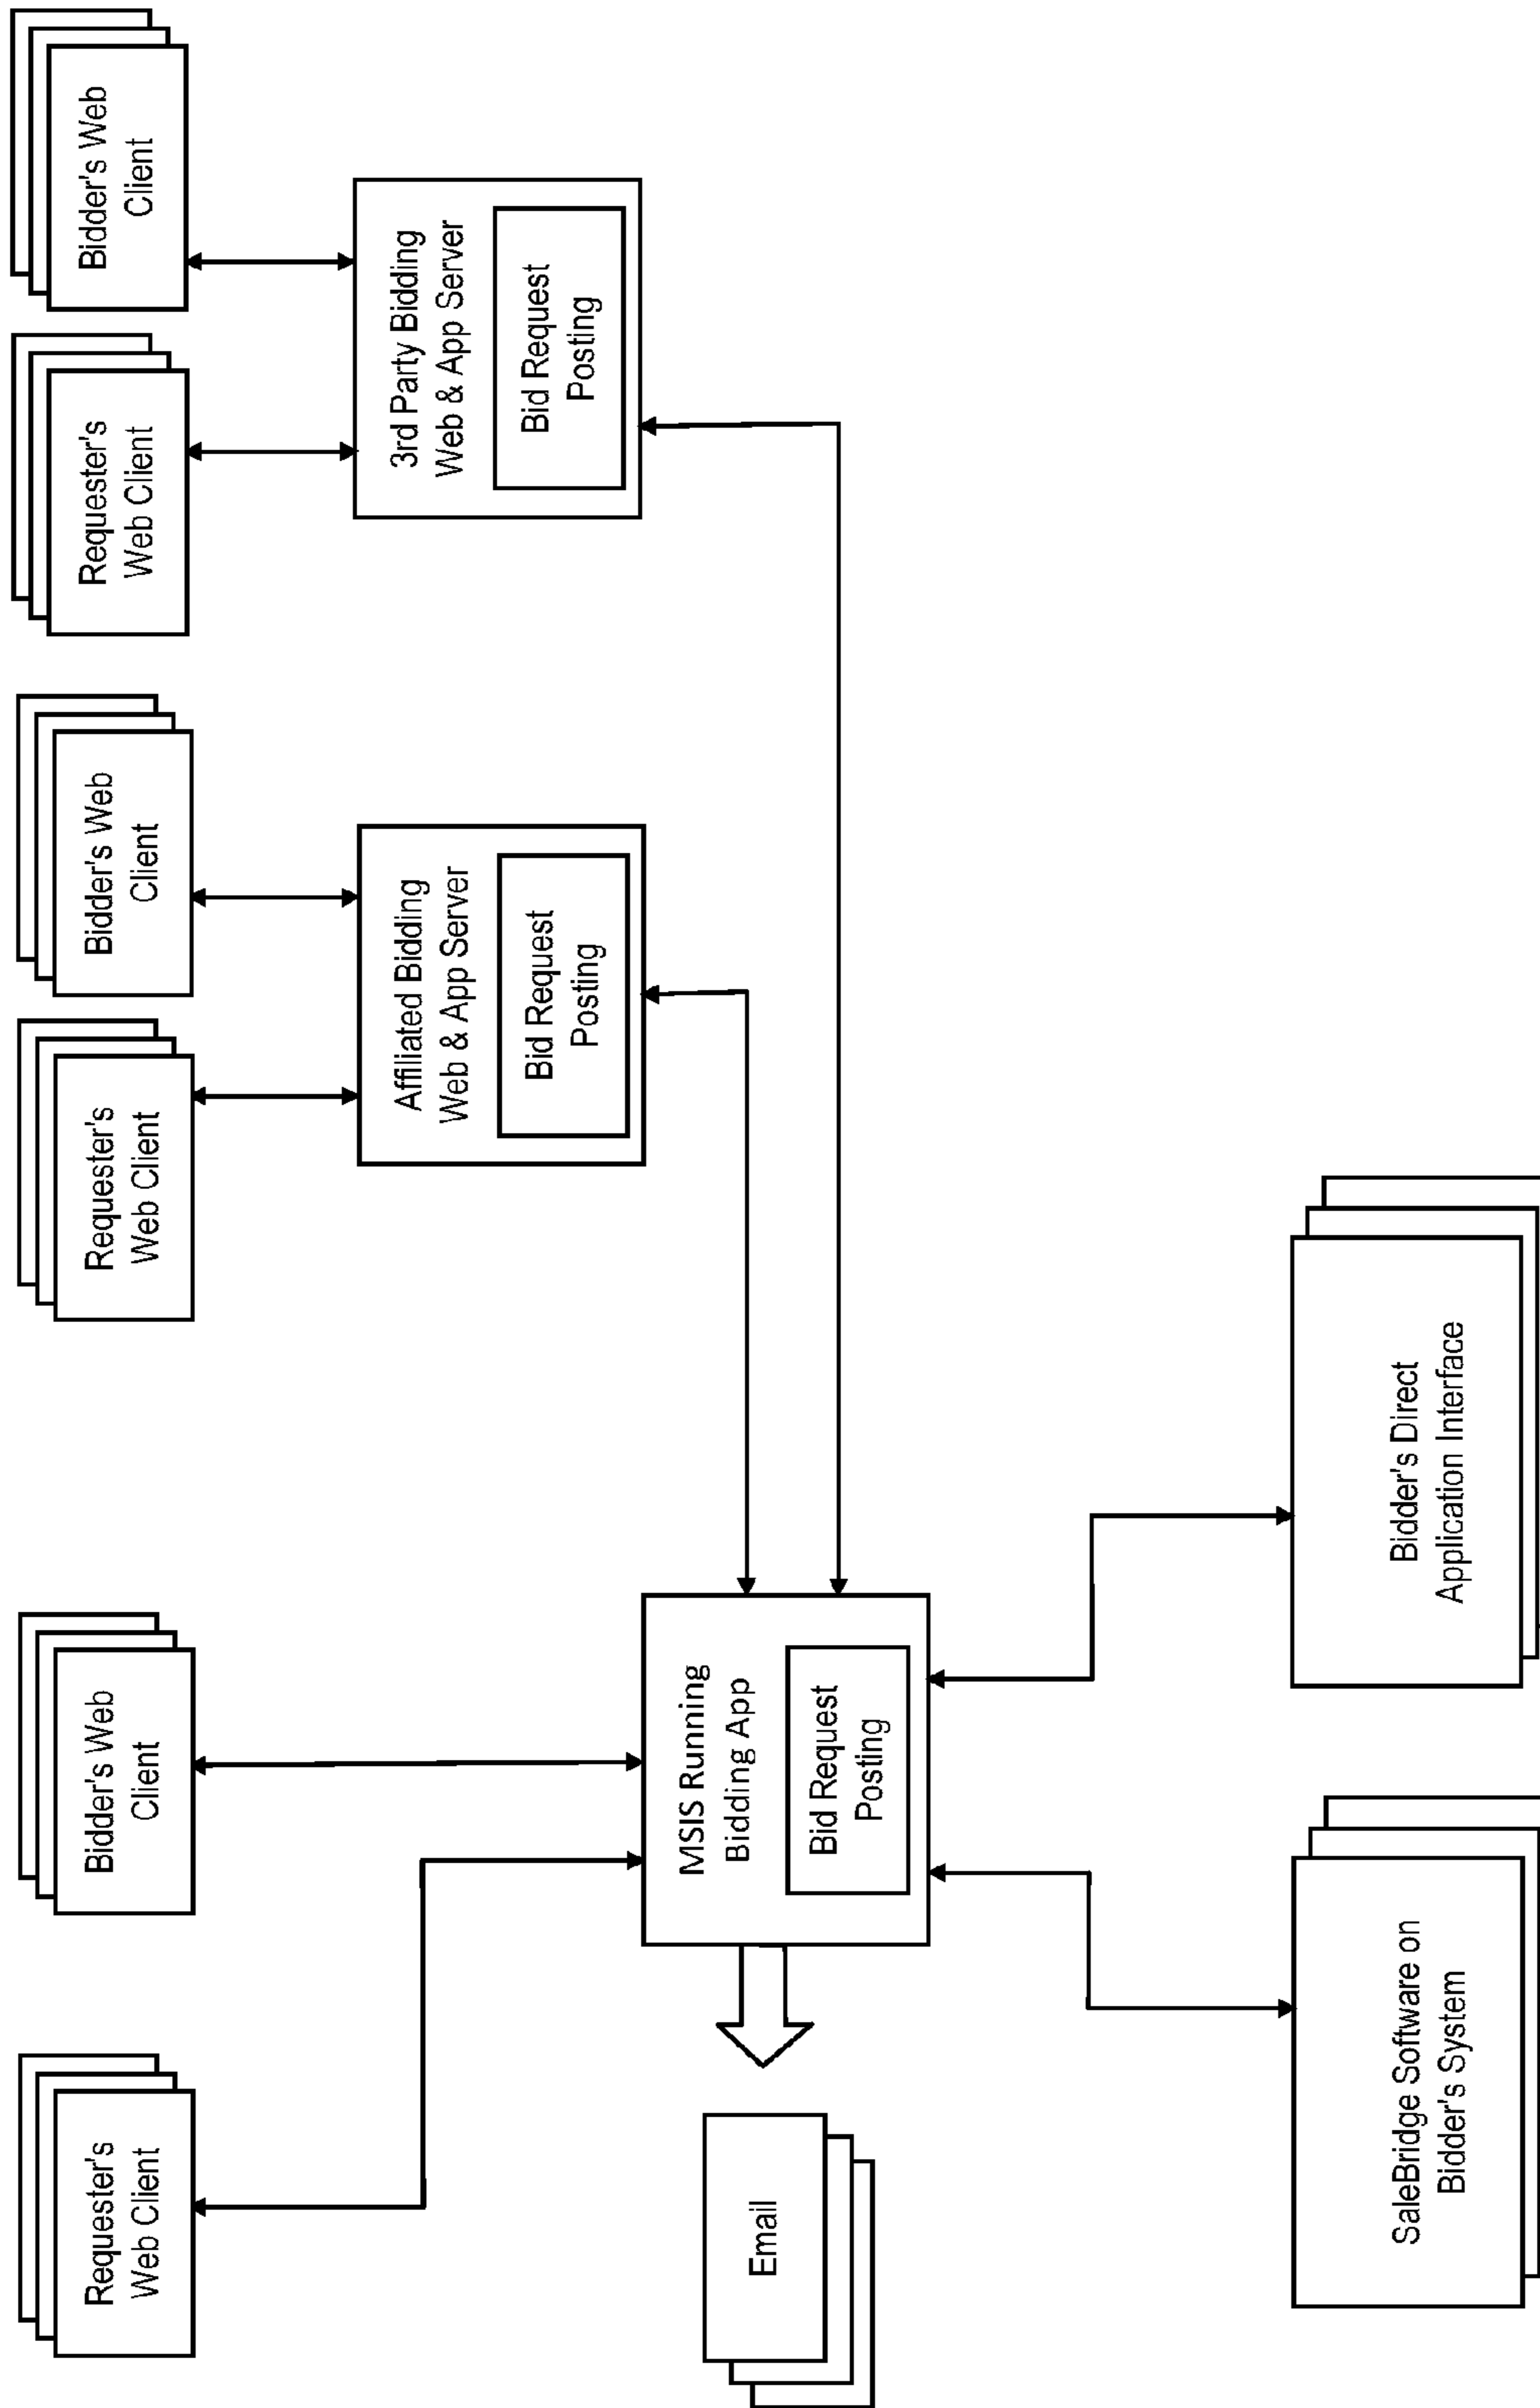 Requester's
Web Client
Bidder's Web
Client
Requester's
Web Client
Bidder's Web
Client
Requester's
Web Client
Bidder's Web
Client
Affiliated Bidding
Web & App Server
Bid Request
Posting
3rd Party Bidding
Web & App Server
Bid Request
Posting
Email
MSIS Running
Bidding App
Bid Request
Posting
SaleBridge Software on
Bidder's System
Bidder's Direct
Application Interface